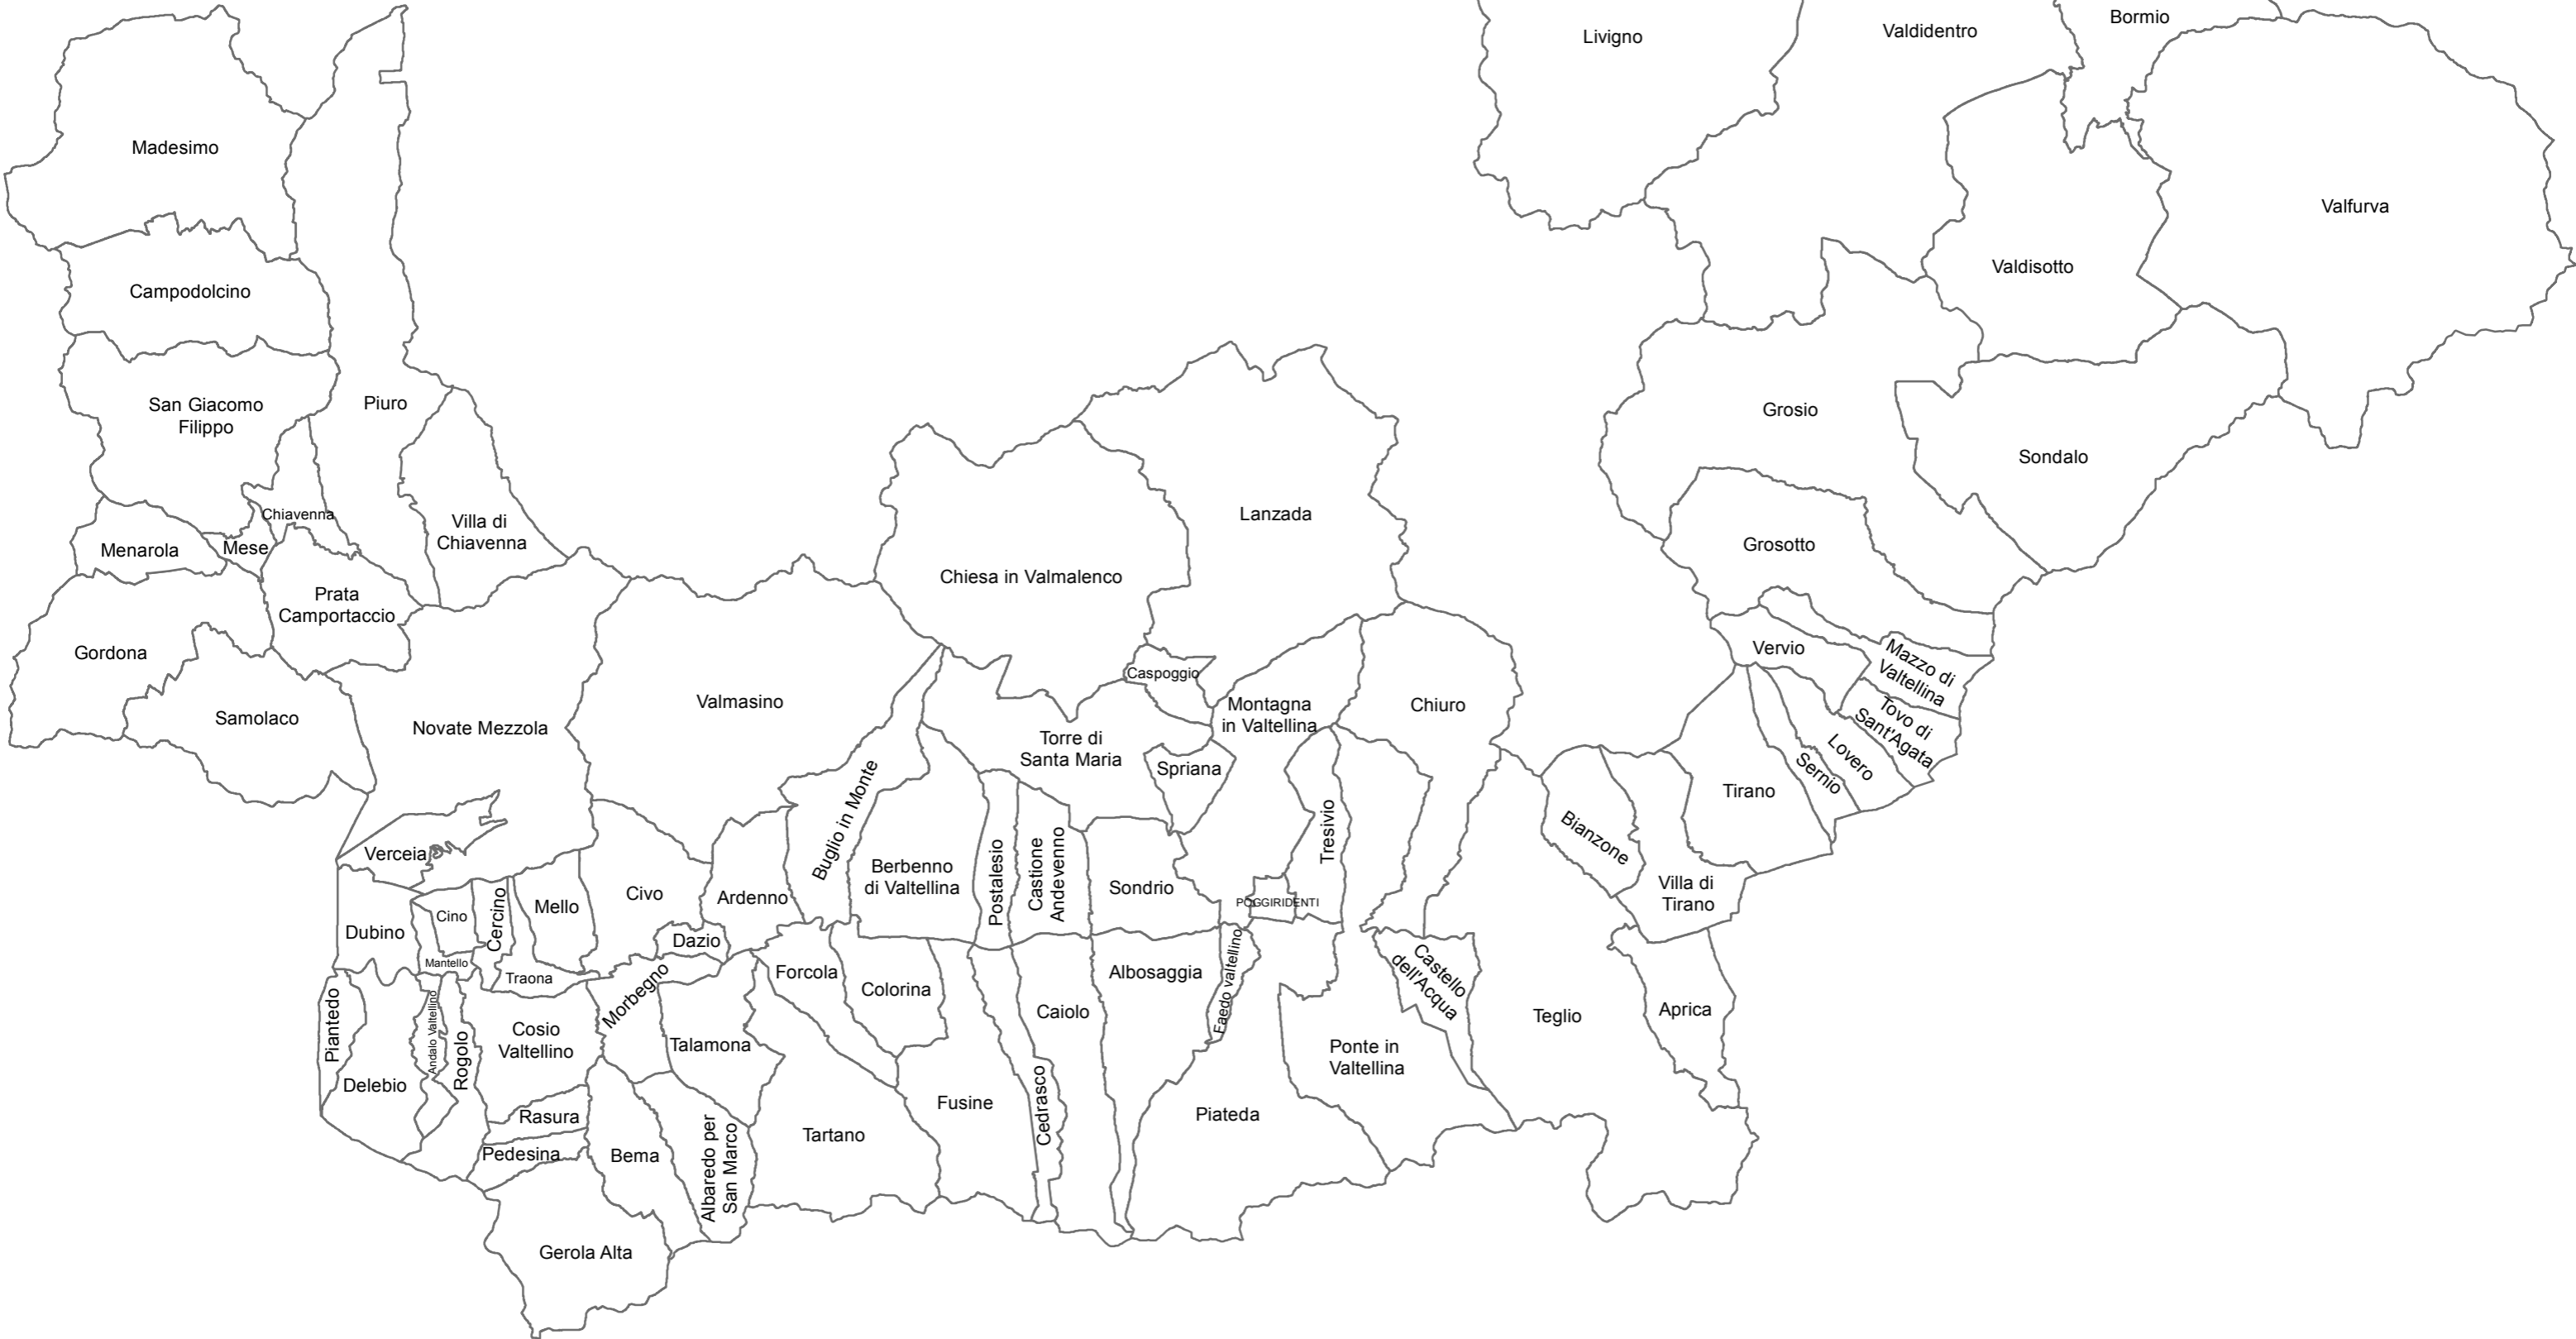 Bormio
Valdidentro
Livigno
Madesimo
Valfurva
Valdisotto
Campodolcino
Piuro
San Giacomo
Filippo
Grosio
Sondalo
Chiavenna
Lanzada
Villa di
Chiavenna
Grosotto
Menarola
Mese
Chiesa in Valmalenco
Prata
Camportaccio
Gordona
Vervio
Mazzo di
Valtellina
Caspoggio
Valmasino
Montagna
in Valtellina
Chiuro
Samolaco
Novate Mezzola
Tovo di
Sant'Agata
Torre di
Santa Maria
Lovero
Spriana
Sernio
Tirano
Buglio in Monte
Tresivio
Bianzone
Verceia
Berbenno
di Valtellina
Postalesio
Castione
Andevenno
Sondrio
Villa di
Tirano
Civo
Ardenno
Mello
POGGIRIDENTI
Cino
Cercino
Dubino
Dazio
Mantello
Traona
Forcola
Albosaggia
Faedo valtellino
Castello
dell'Acqua
Morbegno
Colorina
Piantedo
Andalo Valtellino
Rogolo
Caiolo
Aprica
Teglio
Cosio
Valtellino
Talamona
Ponte in
Valtellina
Delebio
Fusine
Cedrasco
Piateda
Rasura
Tartano
Pedesina
Bema
Albaredo per
San Marco
Gerola Alta